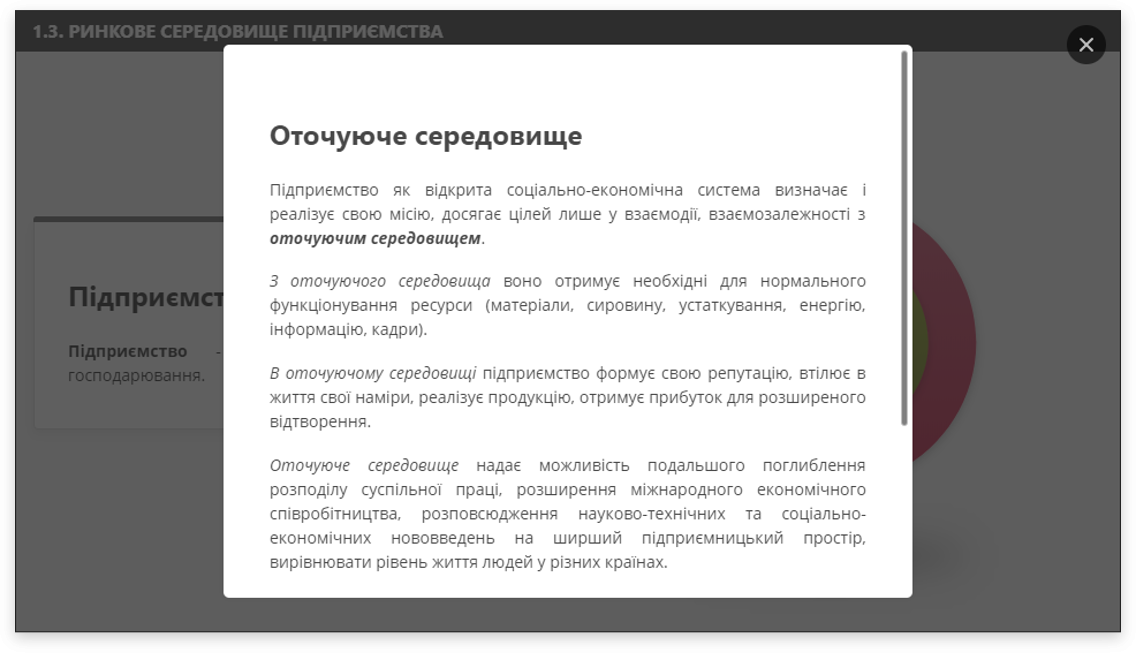 1.3. РИНКОВЕ СЕРЕДОВИЩЕ ПІДПРИЄМСТВА
Оточуюче середовище
Підприємство як відкрита соціально-економічна система визначає і
реалізує свою місію, досягає цілей лише у взаємодії, взаємозалежності з
оточуючим середовищем.
З оточуючого середовища воно отримує необхідні для нормального
функціонування ресурси (матеріали, сировину, устаткування, енергію,
інформацію, кадри).
В оточуючому середовищі підприємство формує свою репутацію, втілює в
життя свої наміри, реалізує продукцію, отримує прибуток для розширеного
відтворення.
Оточуюче середовище надає можливість подальшого поглиблення
розподілу суспільної праці, розширення міжнародного економічного
співробітництва, розповсюдження науково-технічних та соціально-
економічних нововведень на ширший підприємницький простір,
вирівнювати рівень життя людей у різних країнах.
Підприємст
Підприємство -
господарювання.